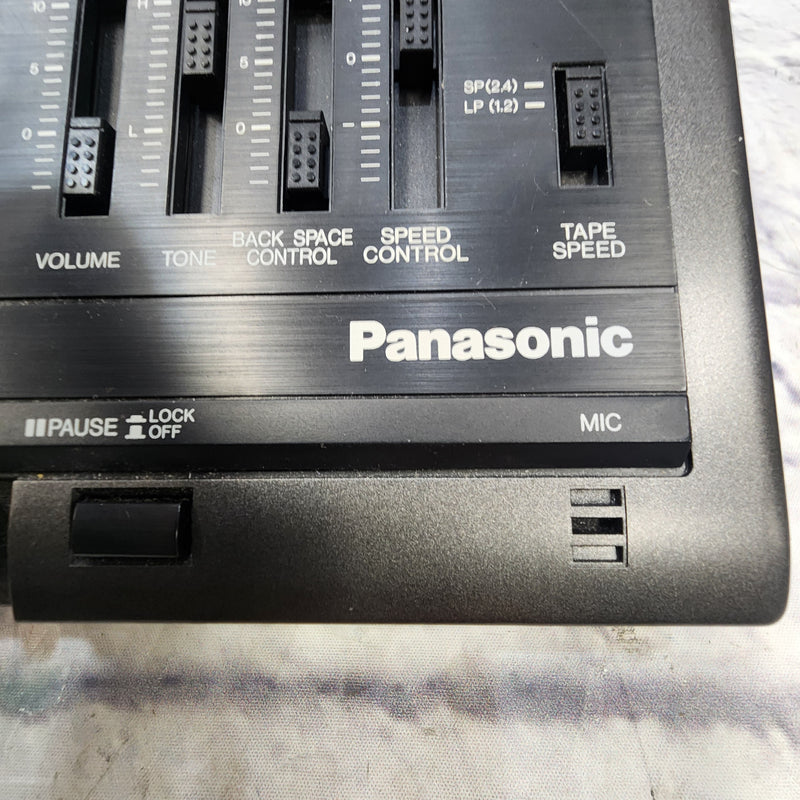 10 H 10 +
5 5 0
0 L 0 –
SP(2.4)
LP (1.2)
VOLUME
TONE
BACK SPACE
CONTROL
SPEED
CONTROL
TAPE
SPEED
Panasonic
PAUSE
LOCK
OFF
MIC